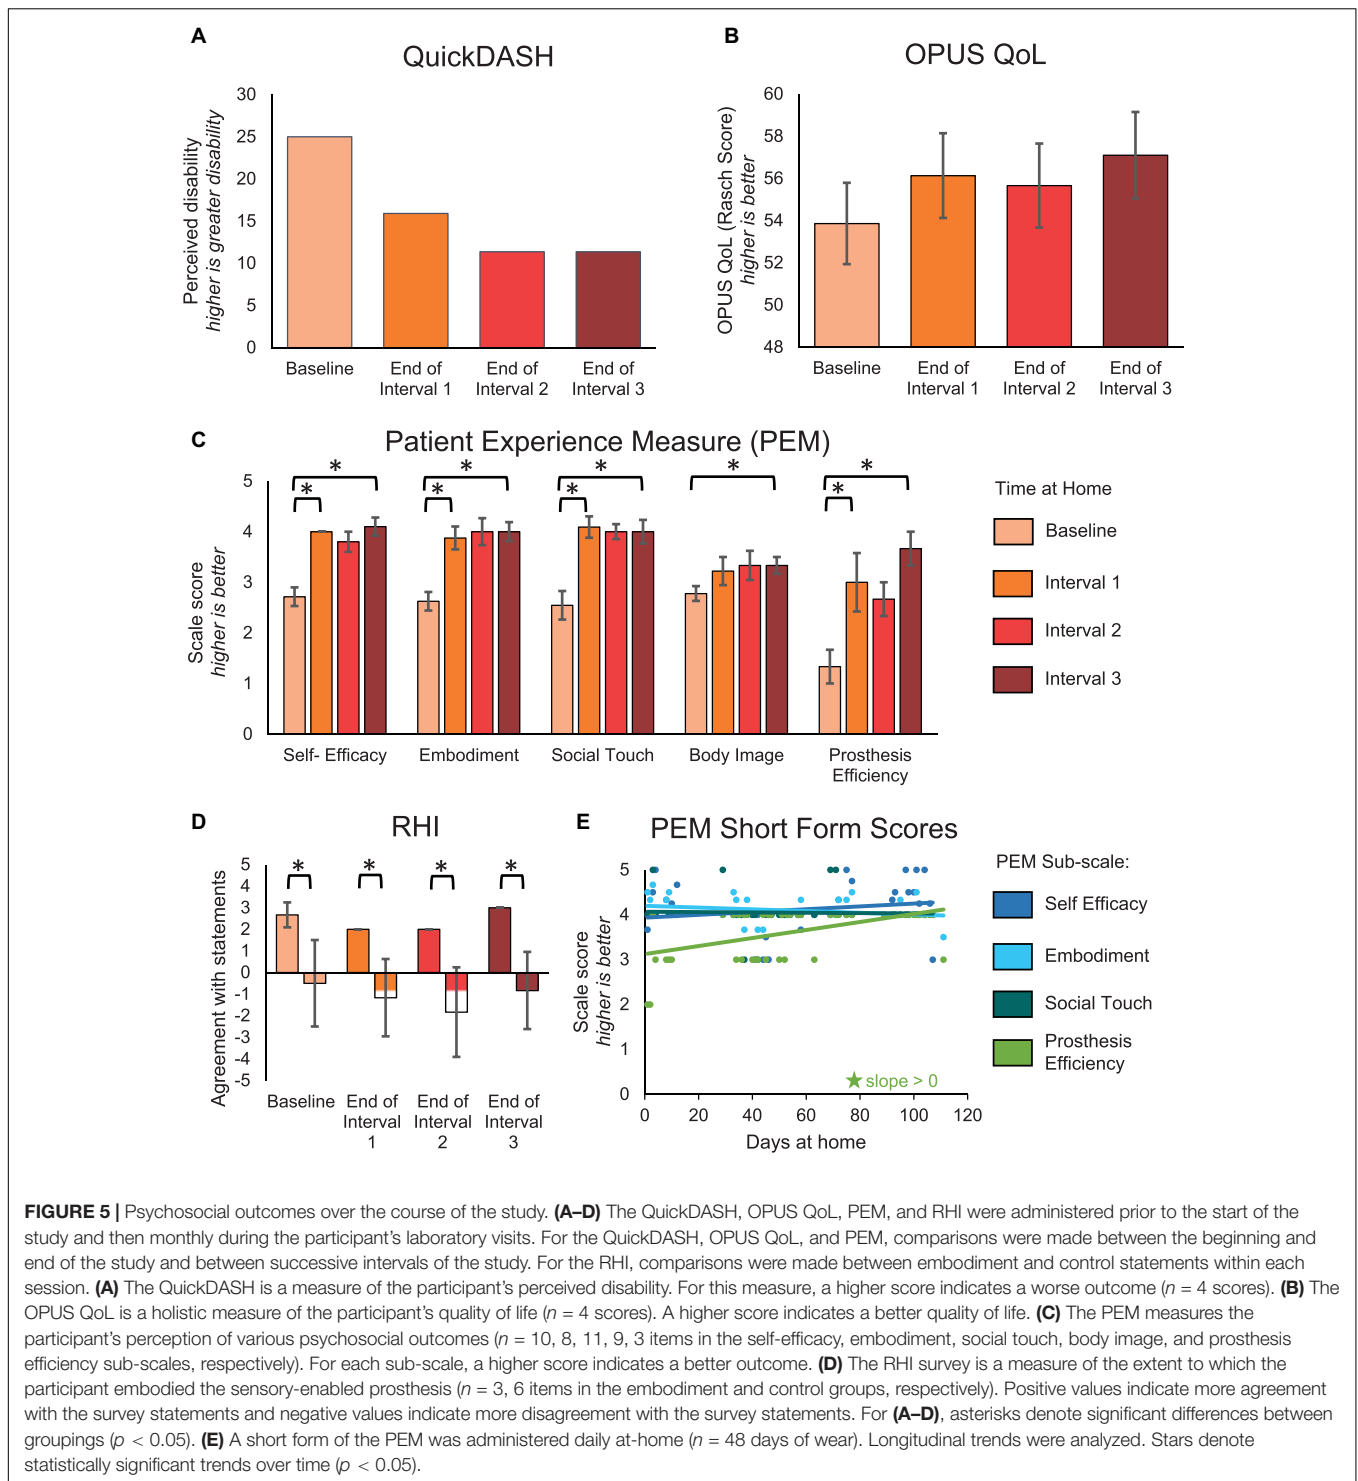 A
QuickDASH
Perceived disability
higher is greater disability
30
25
20
15
10
5
0
Baseline
End of
Interval 1
End of
Interval 2
End of
Interval 3
B
OPUS QoL
OPUS QoL (Rasch Score)
higher is better
60
58
56
54
52
50
48
Baseline
End of
Interval 1
End of
Interval 2
End of
Interval 3
C
Patient Experience Measure (PEM)
Scale score
higher is better
5
4
3
2
1
0
* * * * * * * * *
Self- Efficacy
Embodiment
Social Touch
Body Image
Prosthesis
Efficiency
Time at Home
Baseline
Interval 1
Interval 2
Interval 3
D
RHI
Agreement with statements
5
4
3
2
1
0
-1
-2
-3
-4
-5
* * * *
Baseline
End of
Interval
1
End of
Interval
2
End of
Interval
3
E
PEM Short Form Scores
Scale score
higher is better
5
4
3
2
1
0
★ slope > 0
0 20 40 60 80 100 120
Days at home
PEM Sub-scale:
Self Efficacy
Embodiment
Social Touch
Prosthesis
Efficiency
FIGURE 5 | Psychosocial outcomes over the course of the study. (A–D) The QuickDASH, OPUS QoL, PEM, and RHI were administered prior to the start of the
study and then monthly during the participant's laboratory visits. For the QuickDASH, OPUS QoL, and PEM, comparisons were made between the beginning and
end of the study and between successive intervals of the study. For the RHI, comparisons were made between embodiment and control statements within each
session. (A) The QuickDASH is a measure of the participant's perceived disability. For this measure, a higher score indicates a worse outcome (n = 4 scores). (B) The
OPUS QoL is a holistic measure of the participant's quality of life (n = 4 scores). A higher score indicates a better quality of life. (C) The PEM measures the
participant's perception of various psychosocial outcomes (n = 10, 8, 11, 9, 3 items in the self-efficacy, embodiment, social touch, body image, and prosthesis
efficiency sub-scales, respectively). For each sub-scale, a higher score indicates a better outcome. (D) The RHI survey is a measure of the extent to which the
participant embodied the sensory-enabled prosthesis (n = 3, 6 items in the embodiment and control groups, respectively). Positive values indicate more agreement
with the survey statements and negative values indicate more disagreement with the survey statements. For (A–D), asterisks denote significant differences between
groupings (p < 0.05). (E) A short form of the PEM was administered daily at-home (n = 48 days of wear). Longitudinal trends were analyzed. Stars denote
statistically significant trends over time (p < 0.05).